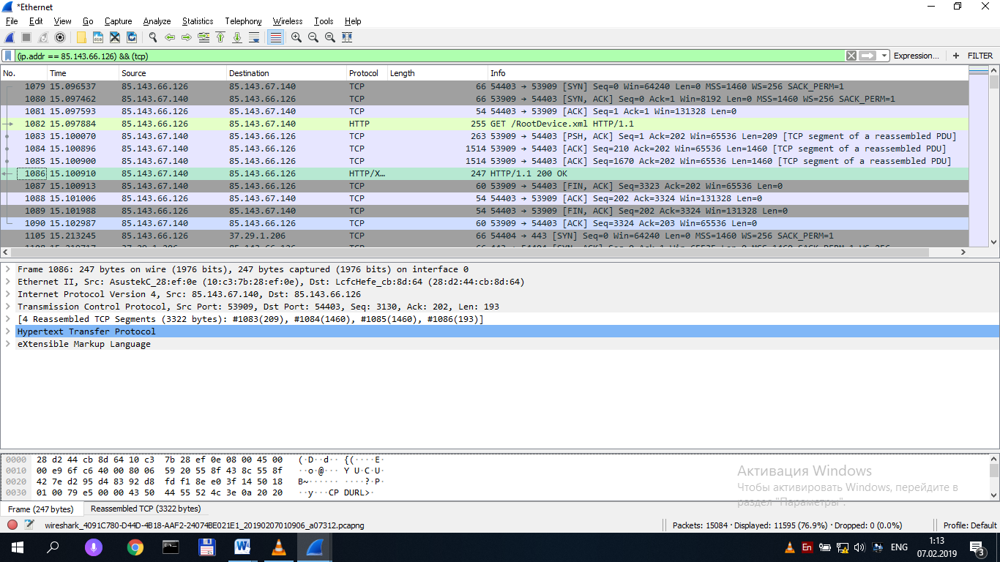 *Ethernet
File Edit View Go Capture Analyze Statistics Telephony Wireless Tools Help
(ip.addr == 85.143.66.126) && (tcp)
Expression… + FILTER
No. Time Source Destination Protocol Length Info
1079 15.096537 85.143.66.126 85.143.67.140 TCP 66 54403 → 53909 [SYN] Seq=0 Win=64240 Len=0 MSS=1460 WS=256 SACK_PERM=1
1080 15.097462 85.143.66.126 85.143.67.140 TCP 66 54403 → 53909 [SYN, ACK] Seq=0 Ack=1 Win=8192 Len=0 MSS=1460 WS=256 SACK_PERM=1
1081 15.097593 85.143.66.126 85.143.67.140 TCP 54 54403 → 53909 [ACK] Seq=1 Ack=1 Win=131328 Len=0
1082 15.097884 85.143.66.126 85.143.67.140 HTTP 255 GET /RootDevice.xml HTTP/1.1
1083 15.100070 85.143.67.140 85.143.66.126 TCP 263 53909 → 54403 [PSH, ACK] Seq=1 Ack=202 Win=65536 Len=209 [TCP segment of a reassembled PDU]
1084 15.100896 85.143.67.140 85.143.66.126 TCP 1514 53909 → 54403 [ACK] Seq=210 Ack=202 Win=65536 Len=1460 [TCP segment of a reassembled PDU]
1085 15.100900 85.143.67.140 85.143.66.126 TCP 1514 53909 → 54403 [ACK] Seq=1670 Ack=202 Win=65536 Len=1460 [TCP segment of a reassembled PDU]
1086 15.100910 85.143.67.140 85.143.66.126 HTTP/X… 247 HTTP/1.1 200 OK
1087 15.100913 85.143.67.140 85.143.66.126 TCP 60 53909 → 54403 [FIN, ACK] Seq=3323 Ack=202 Win=65536 Len=0
1088 15.101006 85.143.66.126 85.143.67.140 TCP 54 54403 → 53909 [ACK] Seq=202 Ack=3324 Win=131328 Len=0
1089 15.101988 85.143.66.126 85.143.67.140 TCP 54 54403 → 53909 [FIN, ACK] Seq=202 Ack=3324 Win=131328 Len=0
1090 15.102987 85.143.67.140 85.143.66.126 TCP 60 53909 → 54403 [ACK] Seq=3324 Ack=203 Win=65536 Len=0
1105 15.213245 85.143.66.126 37.29.1.206 TCP 66 54404 → 443 [SYN] Seq=0 Win=64240 Len=0 MSS=1460 WS=256 SACK_PERM=1
Frame 1086: 247 bytes on wire (1976 bits), 247 bytes captured (1976 bits) on interface 0
Ethernet II, Src: AsustekC_28:ef:0e (10:c3:7b:28:ef:0e), Dst: LcfcHefe_cb:8d:64 (28:d2:44:cb:8d:64)
Internet Protocol Version 4, Src: 85.143.67.140, Dst: 85.143.66.126
Transmission Control Protocol, Src Port: 53909, Dst Port: 54403, Seq: 3130, Ack: 202, Len: 193
[4 Reassembled TCP Segments (3322 bytes): #1083(209), #1084(1460), #1085(1460), #1086(193)]
Hypertext Transfer Protocol
eXtensible Markup Language
0000 28 d2 44 cb 8d 64 10 c3 7b 28 ef 0e 08 00 45 00 (·D··d·· {(····E·
0010 00 e9 6f c6 40 00 80 06 59 20 55 8f 43 8c 55 8f ··o·@··· Y U·C·U·
0020 42 7e d2 95 d4 83 92 d8 fd f1 8e e0 3f 14 50 18 B~······ ····?·P·
0030 01 00 79 e5 00 00 43 50 44 55 52 4c 3e 0a 20 20 ··y···CP DURL>·
Активация Windows
Чтобы активировать Windows, перейдите в
раздел "Параметры".
Frame (247 bytes) Reassembled TCP (3322 bytes)
wireshark_4091C780-D44D-4B18-AAF2-24074BE021E1_20190207010906_a07312.pcapng Packets: 15084 · Displayed: 11595 (76.9%) · Dropped: 0 (0.0%) Profile: Default
En ENG 1:13
07.02.2019
3